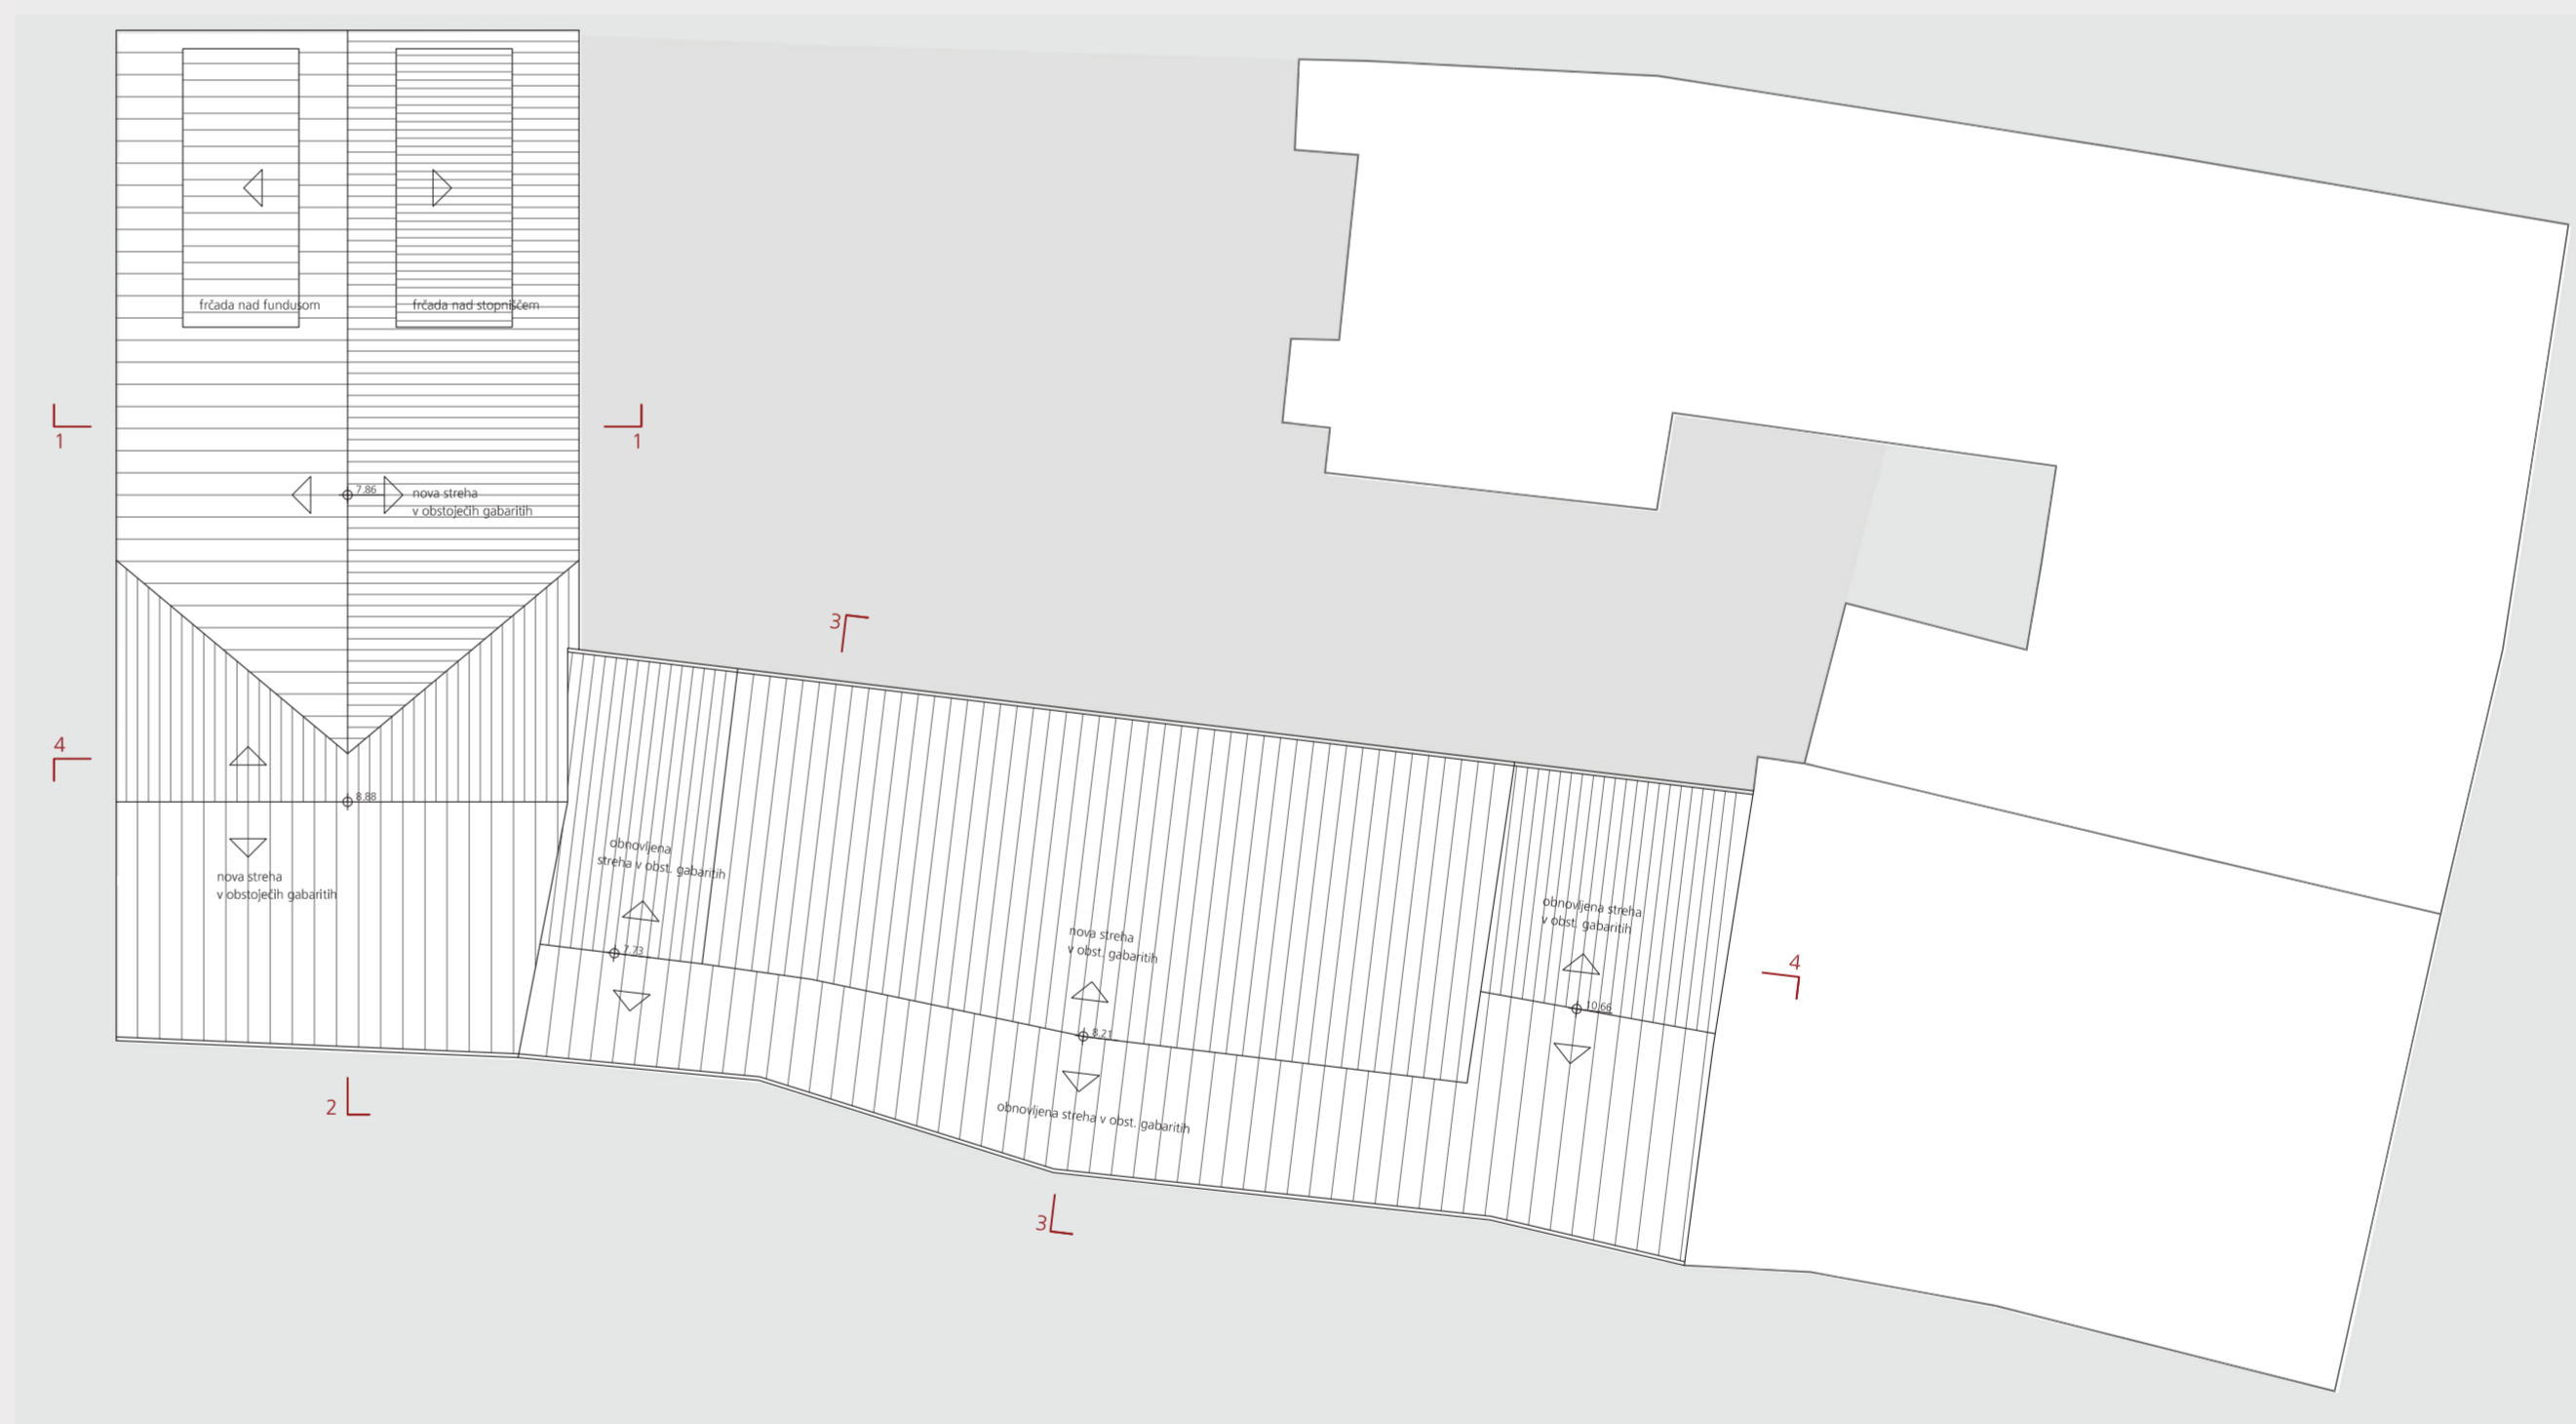 frčada nad fundusom
frčada nad stopniščem
1
1
7.86
nova streha
v obstoječih gabaritih
3
4
8.88
nova streha
v obstoječih gabaritih
obnovljena
streha v obst. gabaritih
7.73
nova streha
v obst. gabaritih
8.21
obnovljena streha v obst. gabaritih
obnovljena streha
v obst. gabaritih
10.66
4
2
3